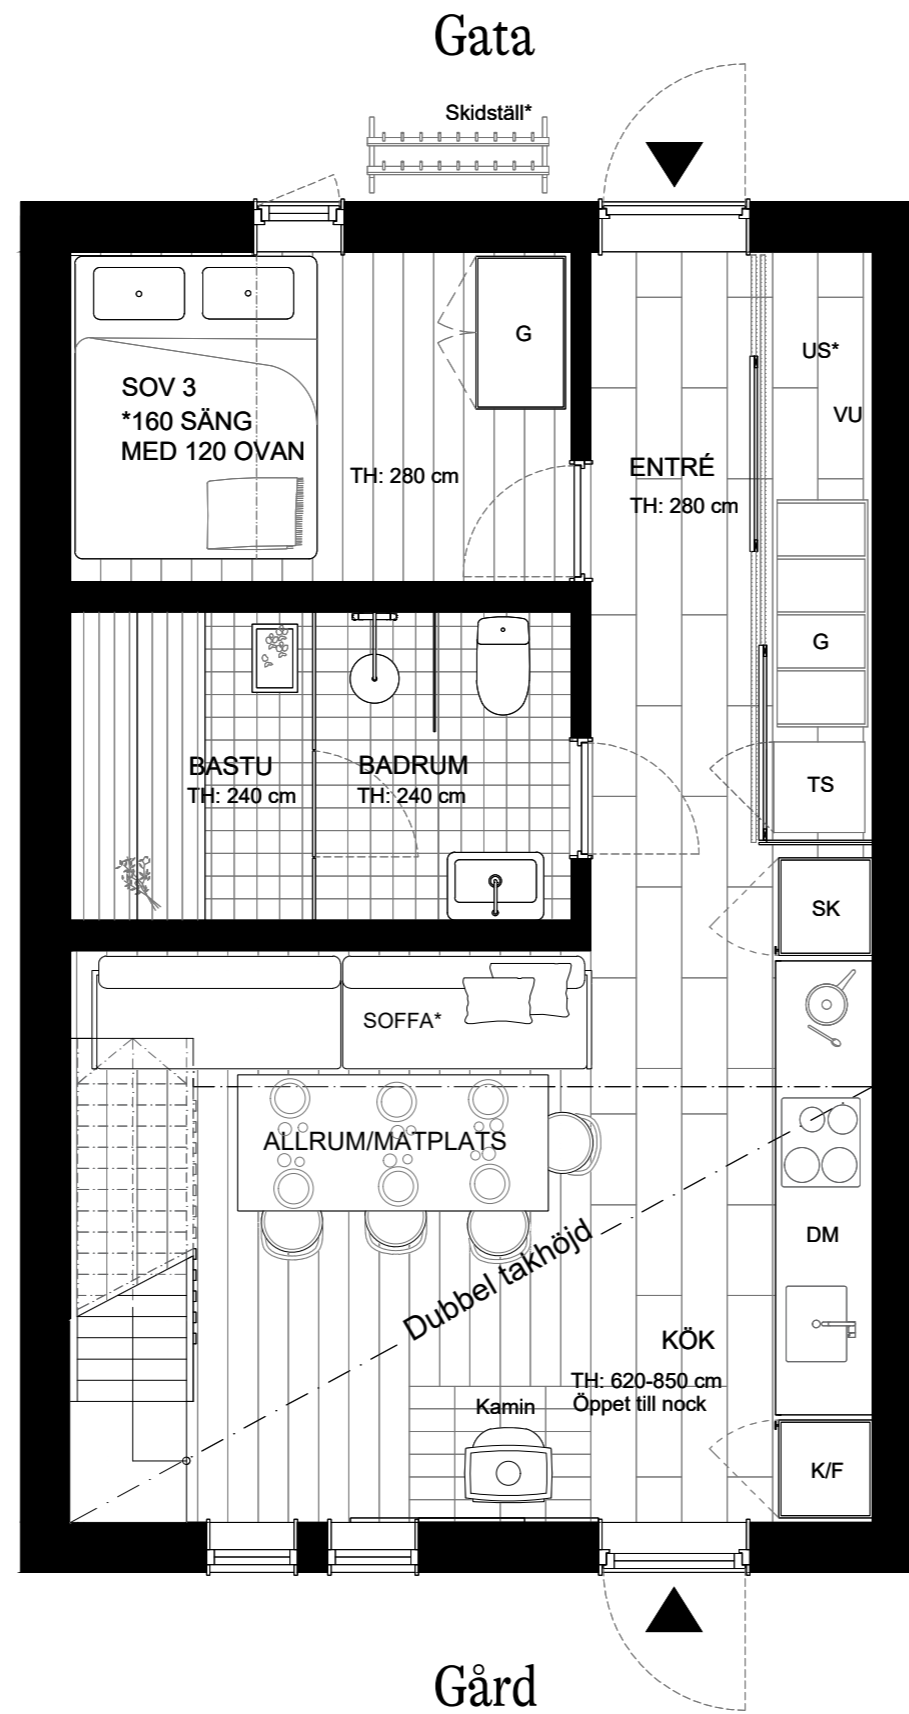 Gata
Skidställ*
SOV 3
*160 SÄNG
MED 120 OVAN
TH: 280 cm
G
ENTRÉ
TH: 280 cm
US*
VU
G
TS
BASTU
TH: 240 cm
BADRUM
TH: 240 cm
SK
SOFFA*
ALLRUM/MATPLATS
Dubbel takhöjd
DM
KÖK
TH: 620-850 cm
Öppet till nock
Kamin
K/F
Gård